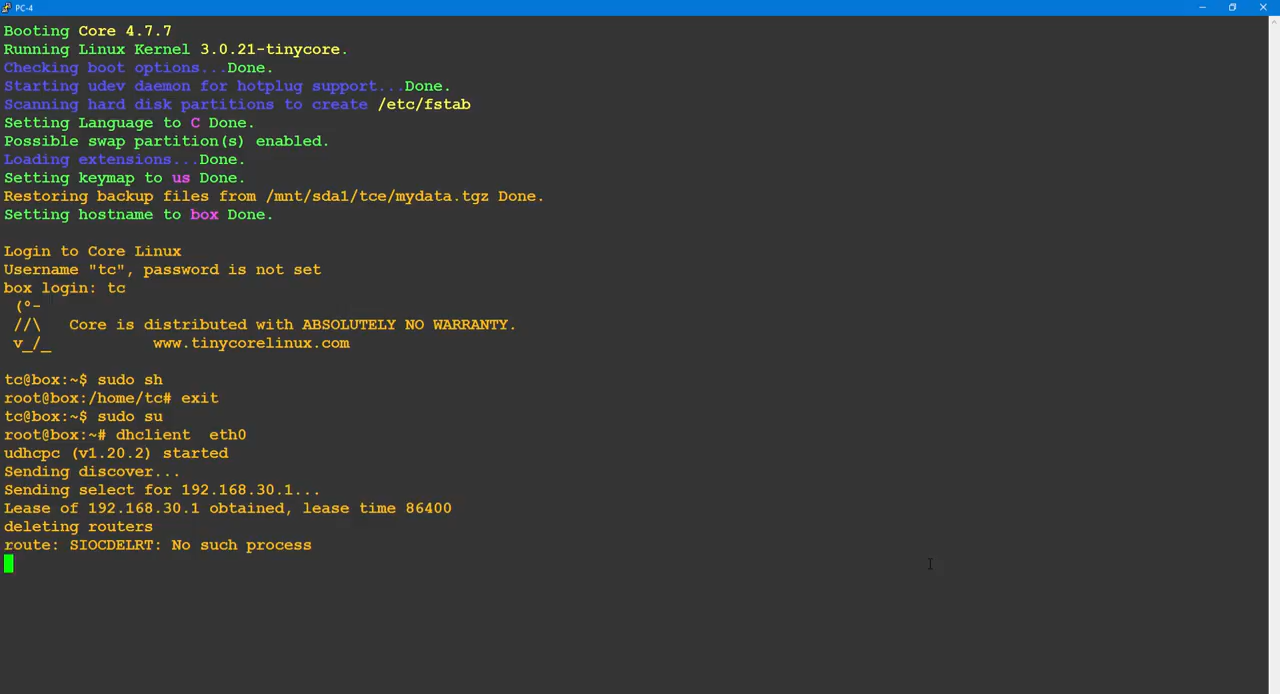 PC-4
Booting Core 4.7.7
Running Linux Kernel 3.0.21-tinycore.
Checking boot options...Done.
Starting udev daemon for hotplug support...Done.
Scanning hard disk partitions to create /etc/fstab
Setting Language to C Done.
Possible swap partition(s) enabled.
Loading extensions...Done.
Setting keymap to us Done.
Restoring backup files from /mnt/sda1/tce/mydata.tgz Done.
Setting hostname to box Done.
Login to Core Linux
Username "tc", password is not set
box login: tc
(°-
//\ Core is distributed with ABSOLUTELY NO WARRANTY.
v_/_ www.tinycorelinux.com
tc@box:~$ sudo sh
root@box:/home/tc# exit
tc@box:~$ sudo su
root@box:~# dhclient  eth0
udhcpc (v1.20.2) started
Sending discover...
Sending select for 192.168.30.1...
Lease of 192.168.30.1 obtained, lease time 86400
deleting routers
route: SIOCDELRT: No such process